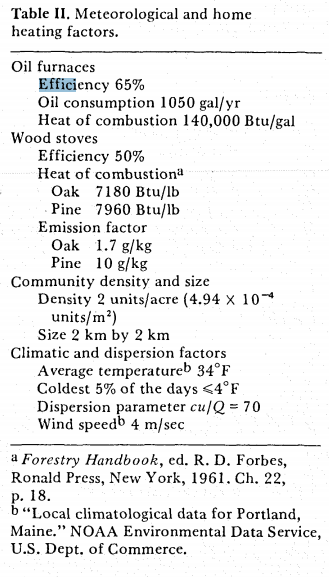 Table II. Meteorological and home
heating factors.
Oil furnaces
Efficiency 65%
Oil consumption 1050 gal/yr
Heat of combustion 140,000 Btu/gal
Wood stoves
Efficiency 50%
Heat of combustionᵃ
Oak 7180 Btu/lb
Pine 7960 Btu/lb
Emission factor
Oak 1.7 g/kg
Pine 10 g/kg
Community density and size
Density 2 units/acre (4.94 × 10⁻⁴
units/m²)
Size 2 km by 2 km
Climatic and dispersion factors
Average temperatureᵇ 34°F
Coldest 5% of the days ⩽4°F
Dispersion parameter cu/Q = 70
Wind speedᵇ 4 m/sec
ᵃ Forestry Handbook, ed. R. D. Forbes,
Ronald Press, New York, 1961. Ch. 22,
p. 18.
ᵇ “Local climatological data for Portland,
Maine.” NOAA Environmental Data Service,
U.S. Dept. of Commerce.